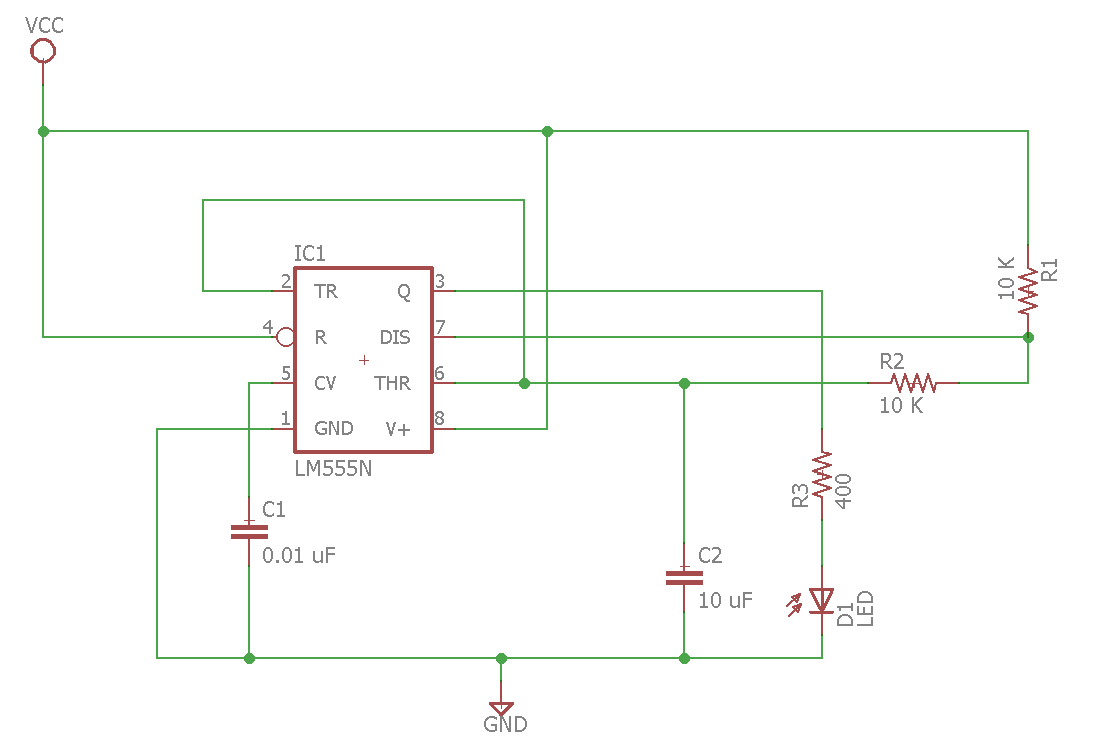 VCC
IC1
2
TR
Q
3
4
R
DIS
7
5
CV
THR
6
1
GND
V+
8
LM555N
10 K
R1
R2
10 K
R3
400
C1
0.01 uF
C2
10 uF
D1
LED
GND